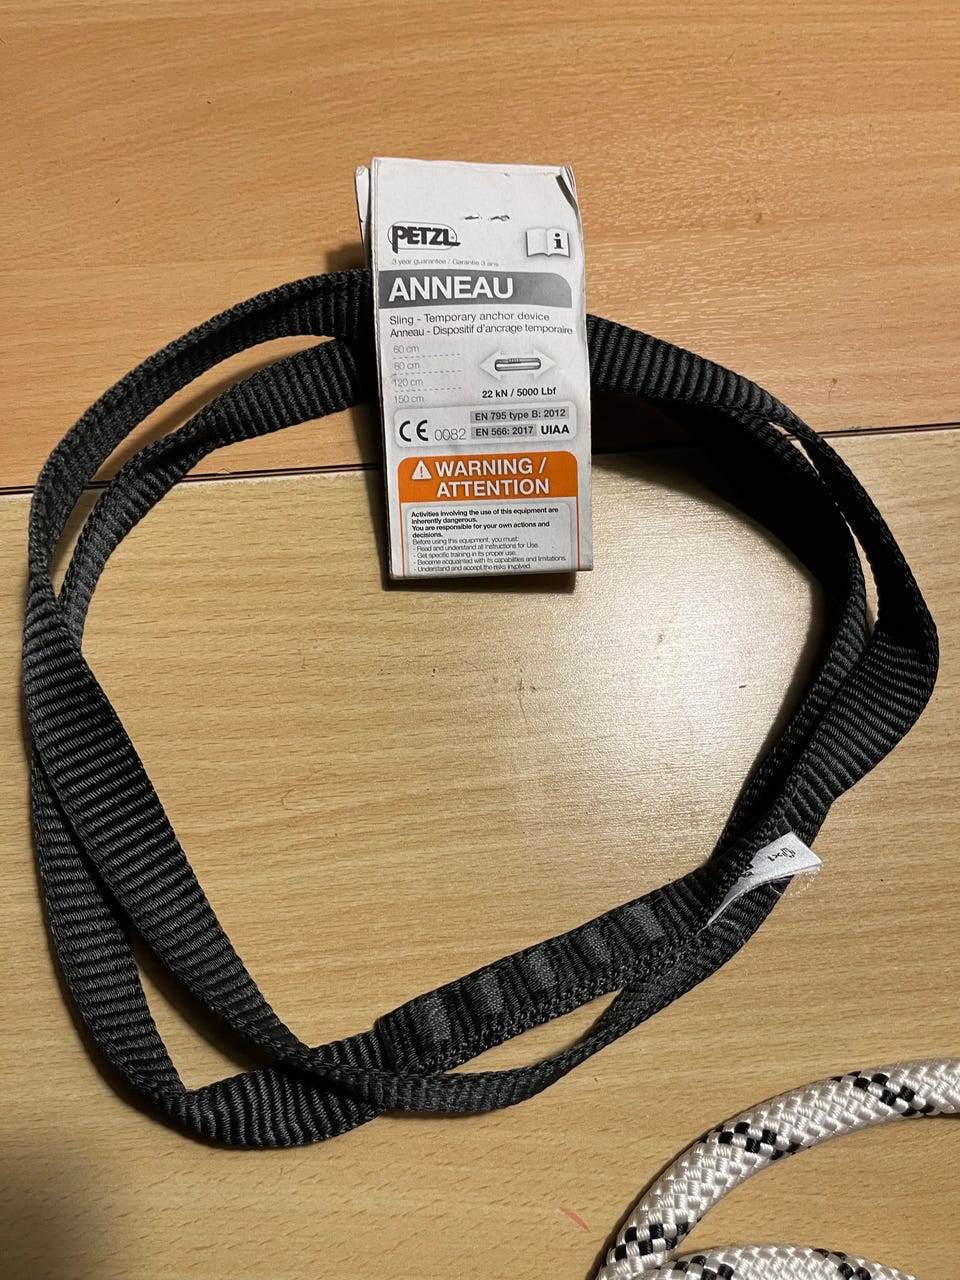 PETZL
3 year guarantee / Garantie 3 ans
ANNEAU
Sling - Temporary anchor device
Anneau - Dispositif d'ancrage temporaire
60 cm
80 cm
120 cm
150 cm
22 kN / 5000 Lbf
EN 795 type B: 2012
CE 0082 EN 566: 2017 UIAA
WARNING /
ATTENTION
Activities involving the use of this equipment are
inherently dangerous.
You are responsible for your own actions and
decisions.
Before using this equipment, you must:
- Read and understand all Instructions for Use.
- Get specific training in its proper use.
- Become acquainted with its capabilities and limitations.
- Understand and accept the risks involved.